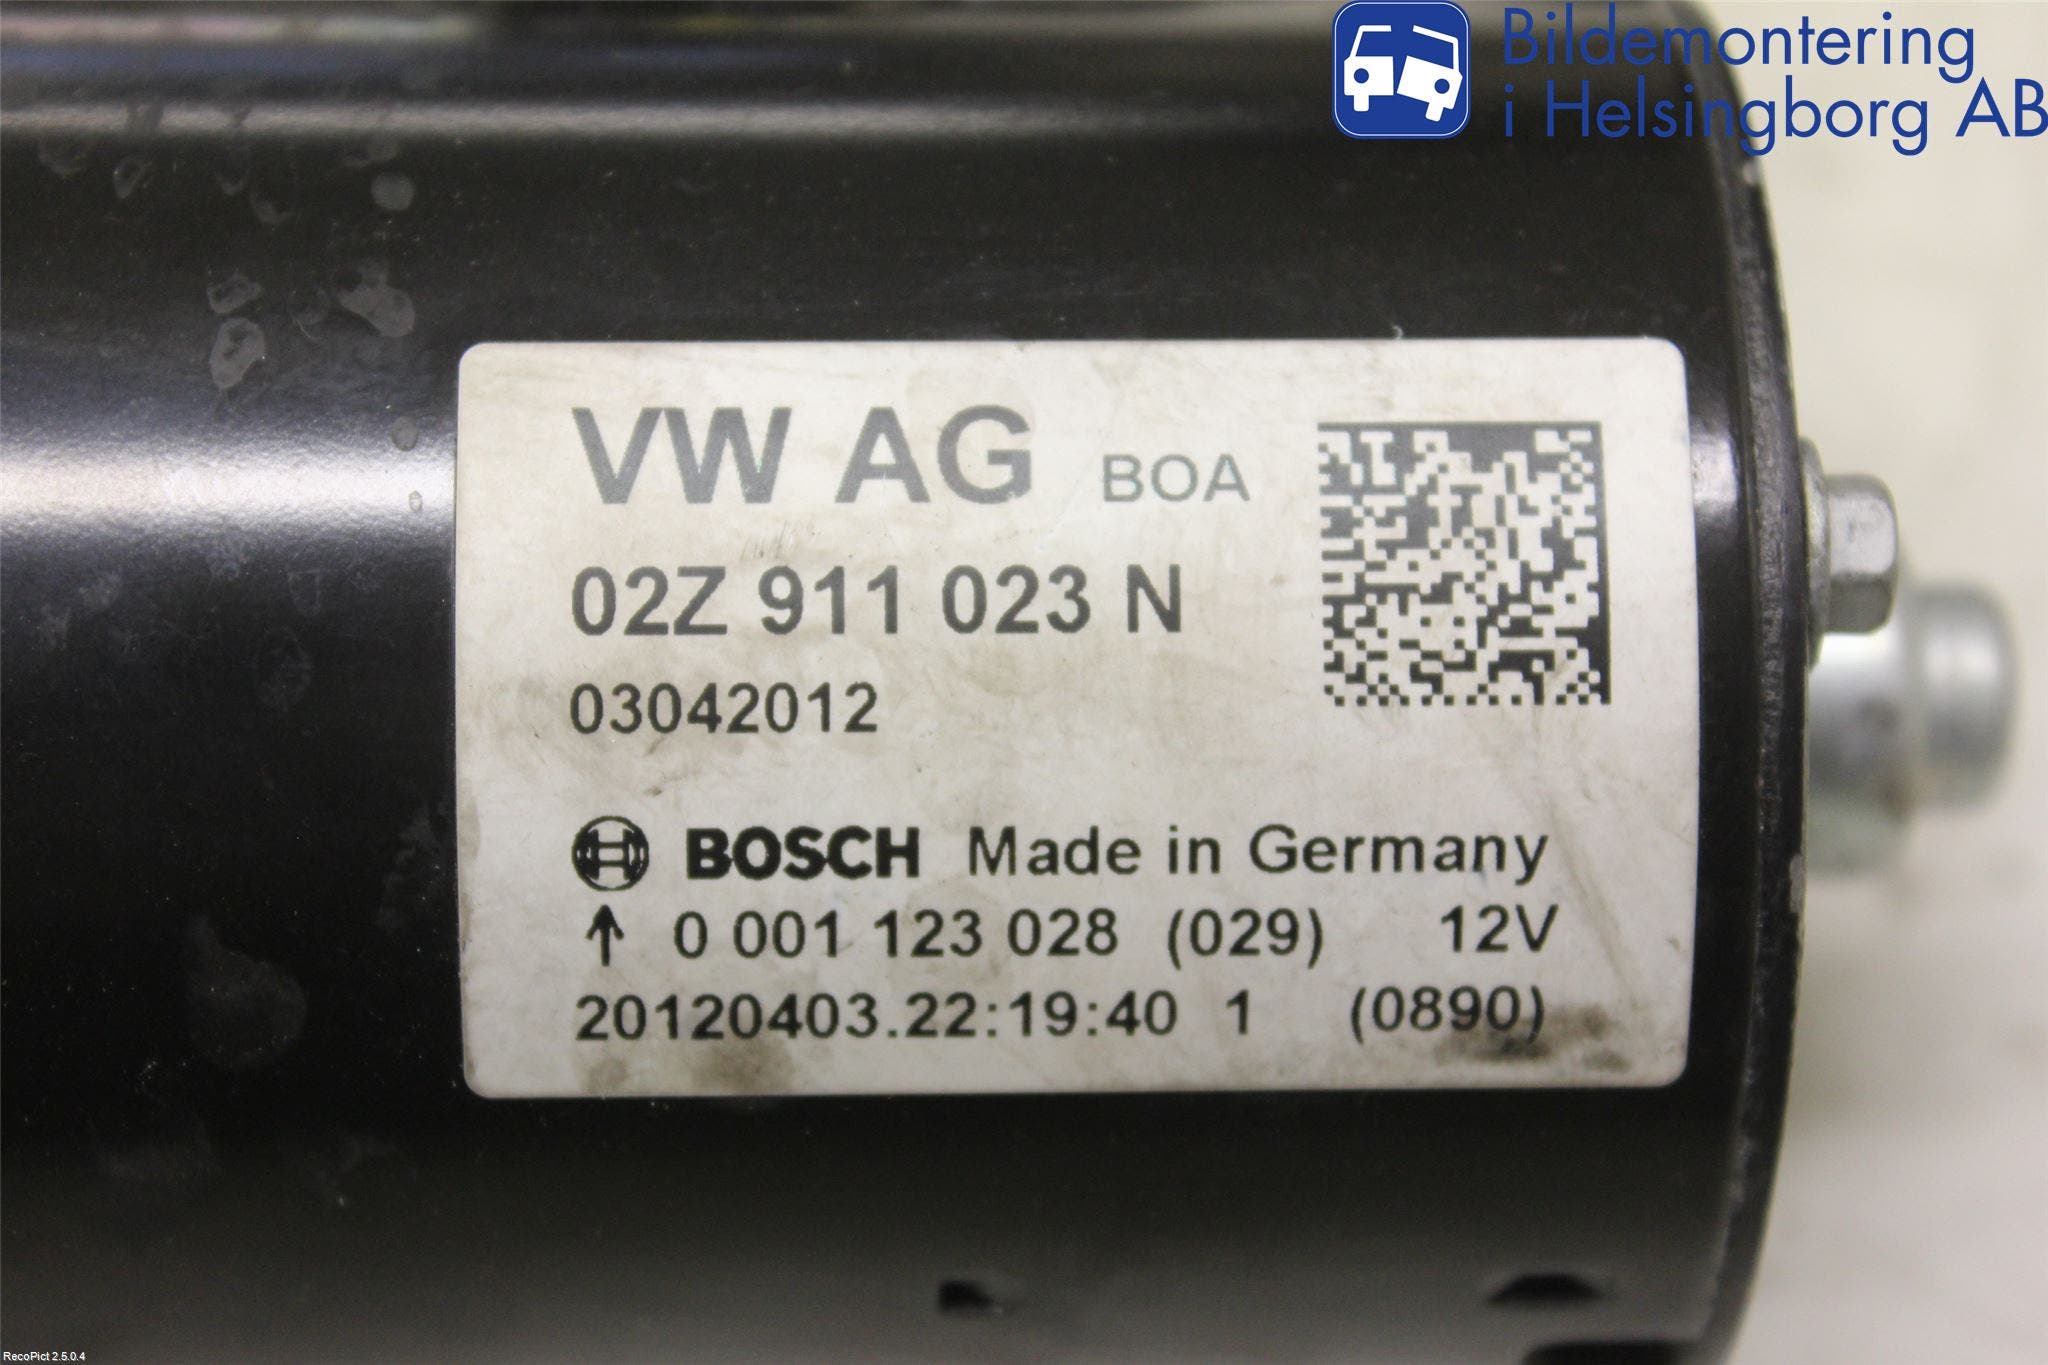 Bildemontering
i Helsingborg AB
VW AG BOA
02Z 911 023 N
03042012
BOSCH Made in Germany
↑ 0 001 123 028 (029) 12V
20120403.22:19:40 1 (0890)
RecoPict 2.5.0.4